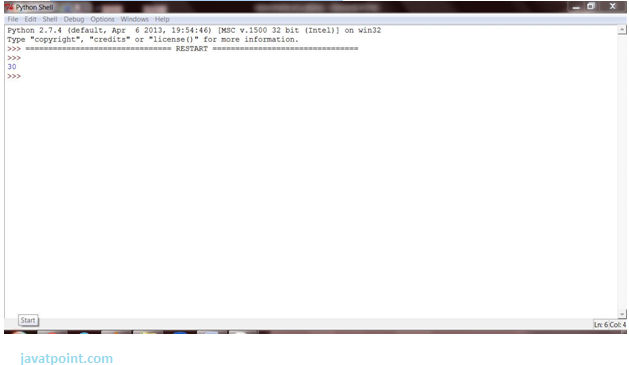 Python Shell
File Edit Shell Debug Options Windows Help
Python 2.7.4 (default, Apr  6 2013, 19:54:46) [MSC v.1500 32 bit (Intel)] on win32
Type "copyright", "credits" or "license()" for more information.
>>> ================================ RESTART ================================
>>>
30
>>>
Start
Ln: 6 Col: 4
javatpoint.com